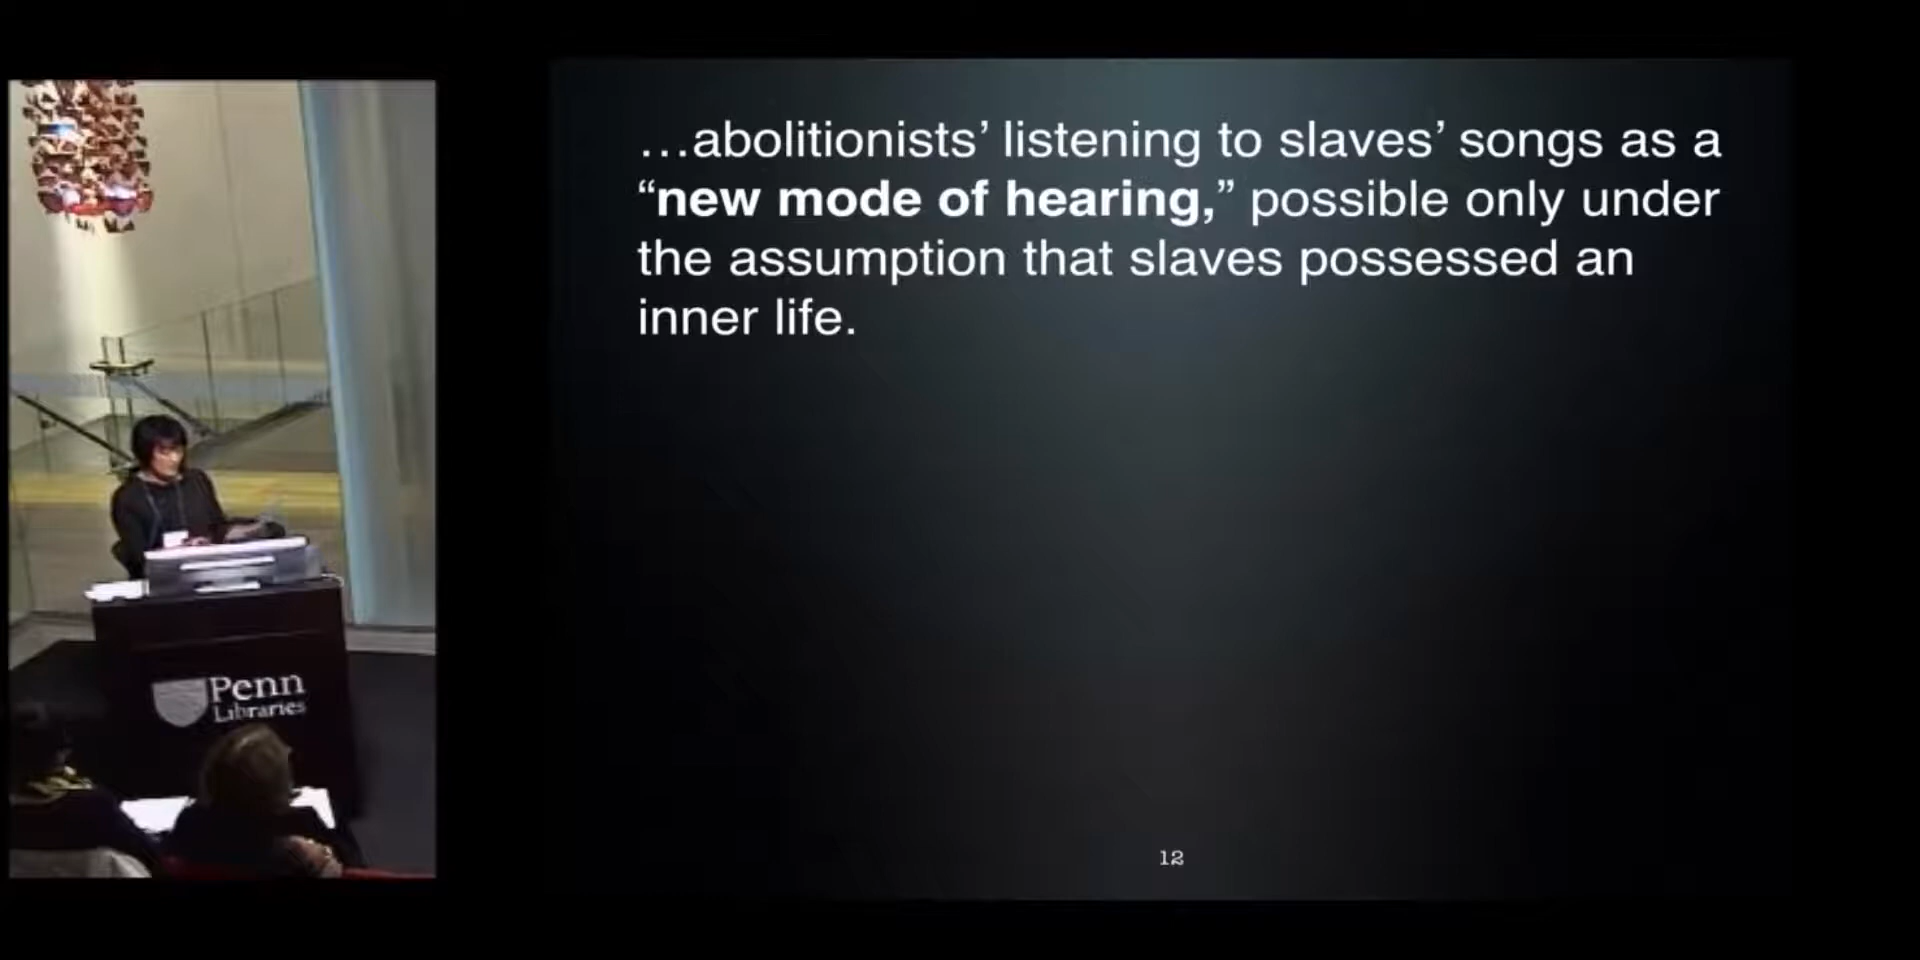 …abolitionists’ listening to slaves’ songs as a
“new mode of hearing,” possible only under
the assumption that slaves possessed an
inner life.
12
Penn
Libraries